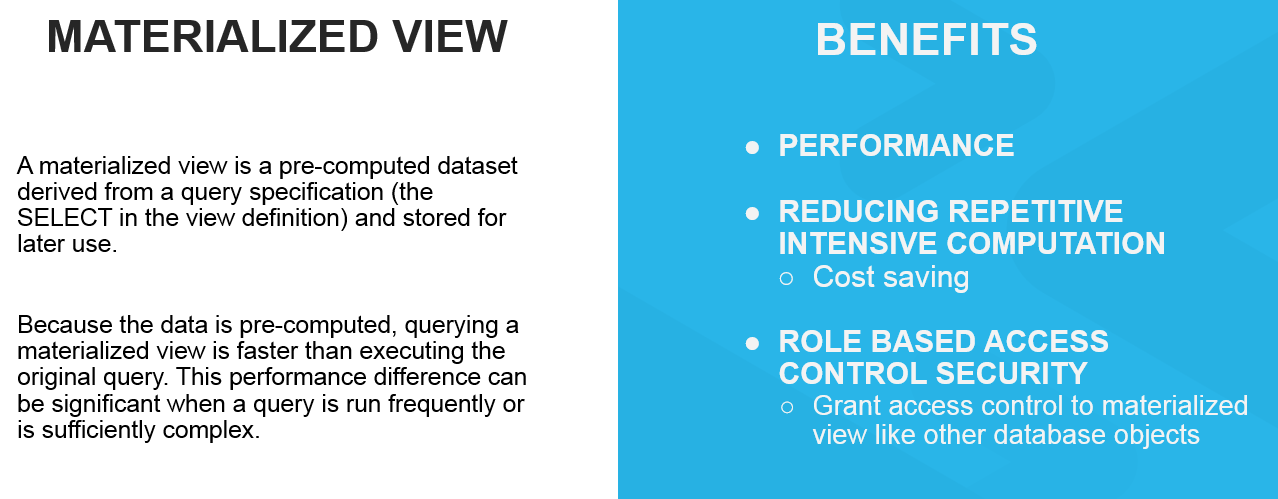 MATERIALIZED VIEW
A materialized view is a pre-computed dataset
derived from a query specification (the
SELECT in the view definition) and stored for
later use.
Because the data is pre-computed, querying a
materialized view is faster than executing the
original query. This performance difference can
be significant when a query is run frequently or
is sufficiently complex.
BENEFITS
● PERFORMANCE
● REDUCING REPETITIVE
INTENSIVE COMPUTATION
○ Cost saving
● ROLE BASED ACCESS
CONTROL SECURITY
○ Grant access control to materialized
view like other database objects